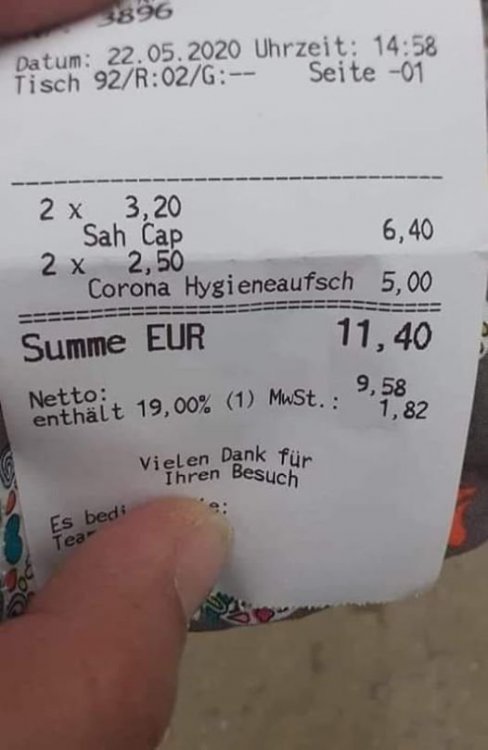 3896
Datum: 22.05.2020 Uhrzeit: 14:58
Tisch 92/R:02/G:-- Seite -01
2 x 3,20
Sah Cap 6,40
2 x 2,50
Corona Hygieneaufsch 5,00
Summe EUR 11,40
Netto: 9,58
enthält 19,00% (1) MwSt.: 1,82
Vielen Dank für
Ihren Besuch
Es